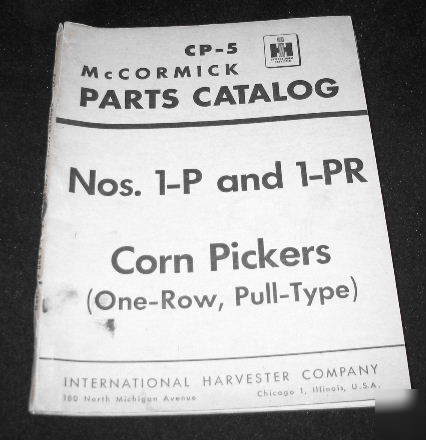 CP-5
McCORMICK
PARTS CATALOG
Nos. 1-P and 1-PR
Corn Pickers
(One-Row, Pull-Type)
INTERNATIONAL HARVESTER COMPANY
180 North Michigan Avenue Chicago 1, Illinois, U.S.A.